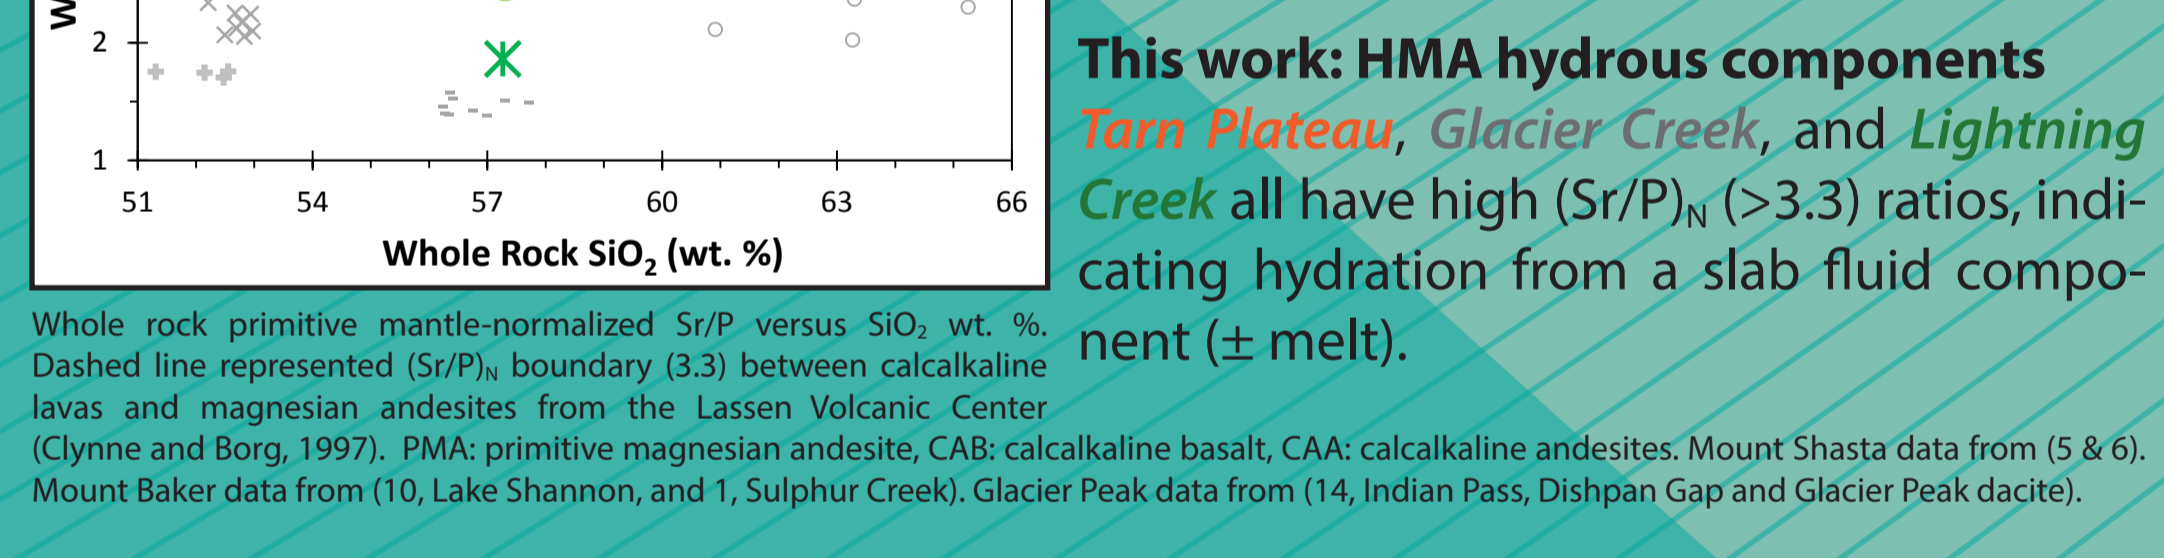 W
2
1
51 54 57 60 63 66
Whole Rock SiO₂ (wt. %)
This work: HMA hydrous components
Tarn Plateau, Glacier Creek, and Lightning
Creek all have high (Sr/P)N (>3.3) ratios, indi-
cating hydration from a slab fluid compo-
nent (± melt).
Whole rock primitive mantle-normalized Sr/P versus SiO₂ wt. %.
Dashed line represented (Sr/P)N boundary (3.3) between calcalkaline
lavas and magnesian andesites from the Lassen Volcanic Center
(Clynne and Borg, 1997). PMA: primitive magnesian andesite, CAB: calcalkaline basalt, CAA: calcalkaline andesites. Mount Shasta data from (5 & 6).
Mount Baker data from (10, Lake Shannon, and 1, Sulphur Creek). Glacier Peak data from (14, Indian Pass, Dishpan Gap and Glacier Peak dacite).